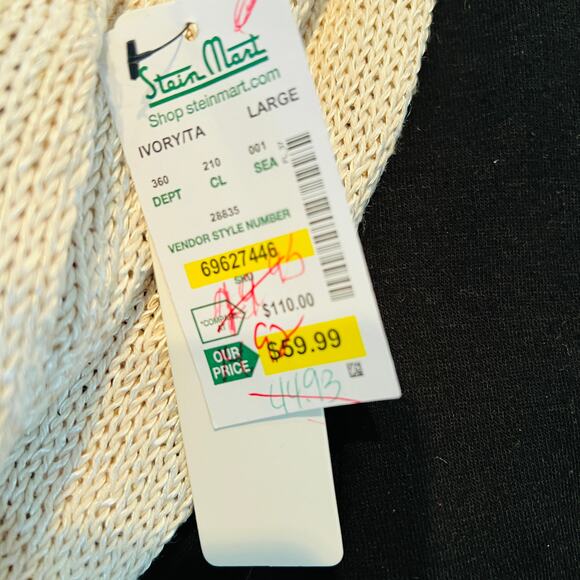 Stein Mart
Shop steinmart.com
IVORY/TA LARGE
360 210 001
DEPT CL SEA
28835
VENDOR STYLE NUMBER
69627446
SKU
"COMPARE AT" $110.00
OUR PRICE $59.99
44.93